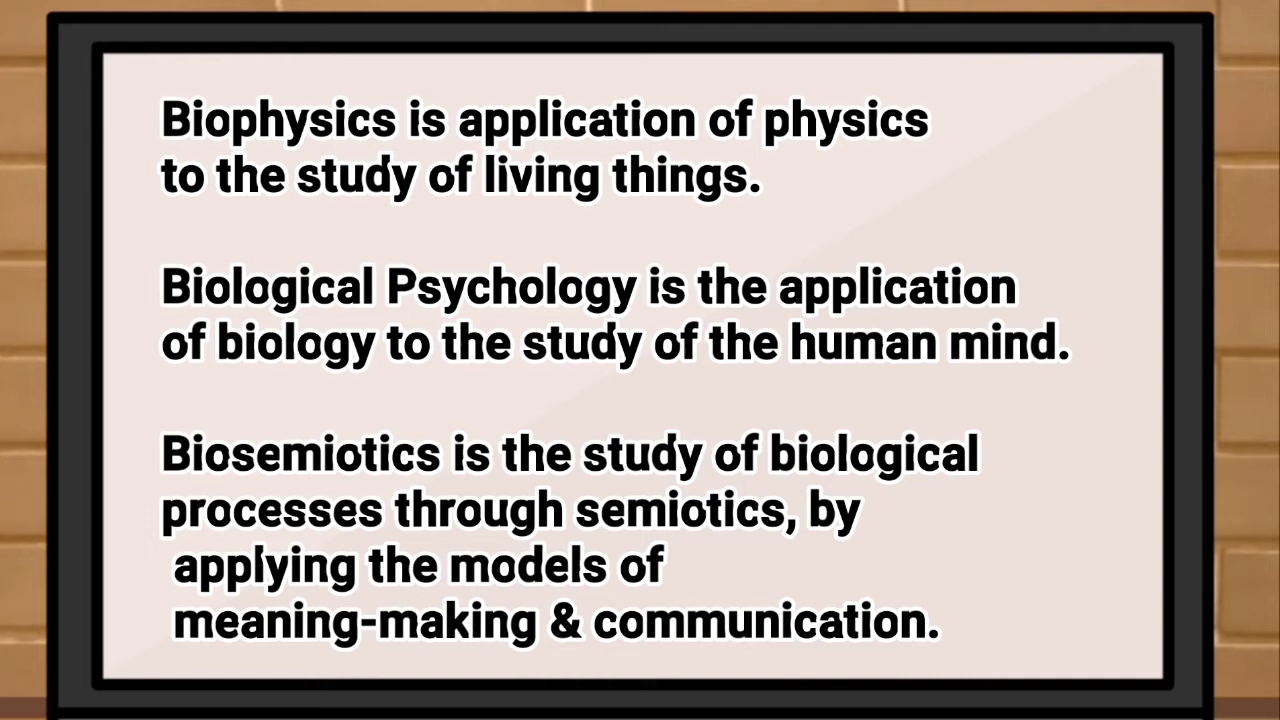 Biophysics is application of physics
to the study of living things.
Biological Psychology is the application
of biology to the study of the human mind.
Biosemiotics is the study of biological
processes through semiotics, by
applying the models of
meaning-making & communication.